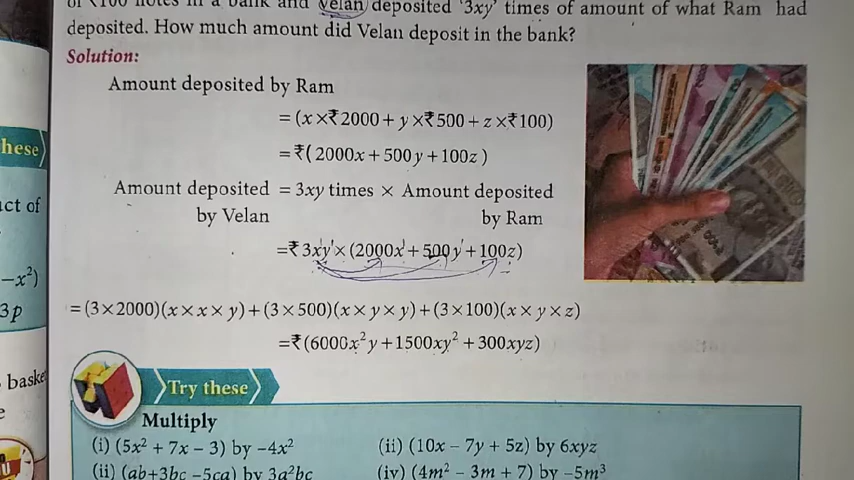 of ₹100 notes in a bank and Velan deposited '3xy' times of amount of what Ram had
deposited. How much amount did Velan deposit in the bank?
Solution:
Amount deposited by Ram
= (x×₹2000 + y×₹500 + z×₹100)
=₹( 2000x + 500y + 100z )
Amount deposited = 3xy times × Amount deposited
by Velan by Ram
=₹ 3xy × (2000x + 500y + 100z)
= (3×2000)(x×x×y)+(3×500)(x×y×y)+(3×100)(x×y×z)
=₹(6000x²y +1500xy² + 300xyz)
hese
ct of
–x²)
3p
baske
e
Try these
Multiply
(i) (5x² + 7x – 3) by –4x² (ii) (10x – 7y + 5z) by 6xyz
(ii) (ab+3bc –5ca) by 3a²bc (iv) (4m² – 3m + 7) by –5m³